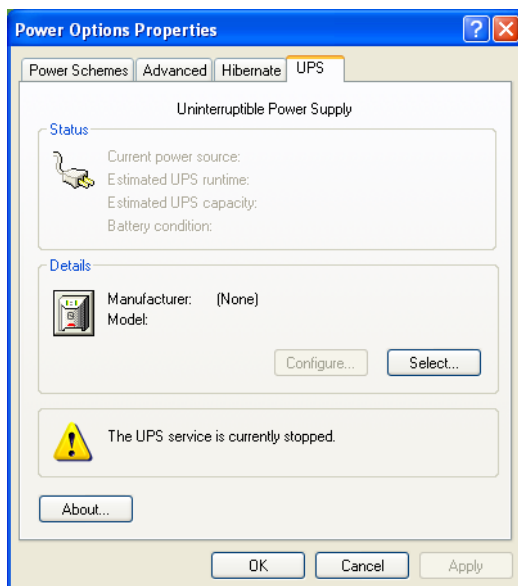 Power Options Properties
Power Schemes Advanced Hibernate UPS
Uninterruptible Power Supply
Status
Current power source:
Estimated UPS runtime:
Estimated UPS capacity:
Battery condition:
Details
Manufacturer: (None)
Model:
Configure... Select...
The UPS service is currently stopped.
About...
OK Cancel Apply